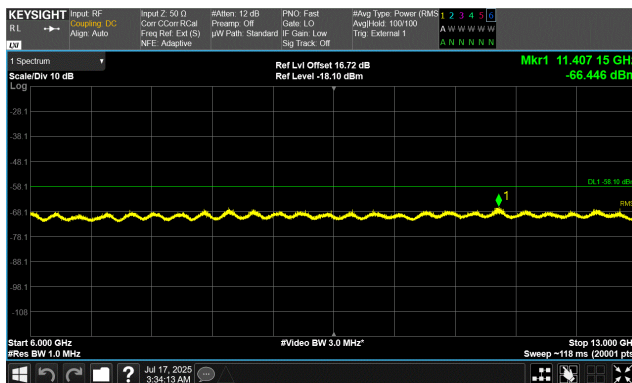 KEYSIGHT Input: RF Input Z: 50 Ω #Atten: 12 dB PNO: Fast #Avg Type: Power (RMS 1 2 3 4 5 6
R L Coupling: DC Corr CCorr RCal Preamp: Off Gate: LO Avg|Hold: 100/100 A W W W W W
Align: Auto Freq Ref: Ext (S) µW Path: Standard IF Gain: Low Trig: External 1
LXI NFE: Adaptive Sig Track: Off A N N N N N
1 Spectrum Ref Lvl Offset 16.72 dB Mkr1 11.407 15 GHz
Scale/Div 10 dB Ref Level -18.10 dBm -66.446 dBm
Log
-28.1
-38.1
-48.1
-58.1 DL1 -58.10 dBm
1
-68.1 RMS
-78.1
-88.1
-98.1
-108
Start 6.000 GHz #Video BW 3.0 MHz* Stop 13.000 GHz
#Res BW 1.0 MHz Sweep ~118 ms (20001 pts)
? Jul 17, 2025
3:34:13 AM